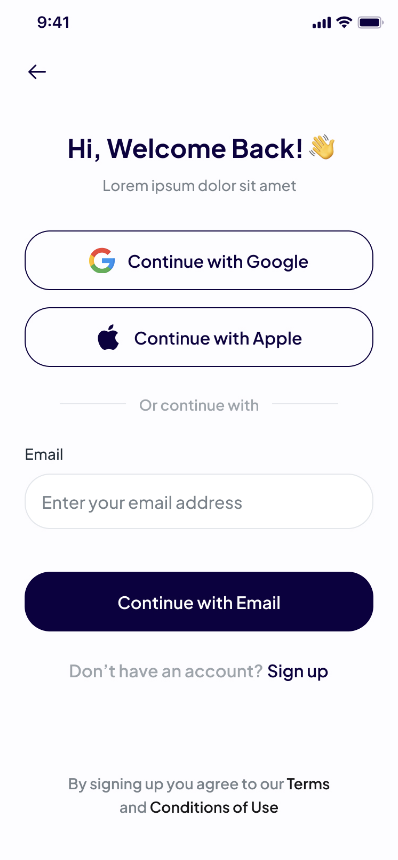 9:41
Hi, Welcome Back! 👋
Lorem ipsum dolor sit amet
Continue with Google
Continue with Apple
Or continue with
Email
Enter your email address
Continue with Email
Don’t have an account? Sign up
By signing up you agree to our Terms
and Conditions of Use